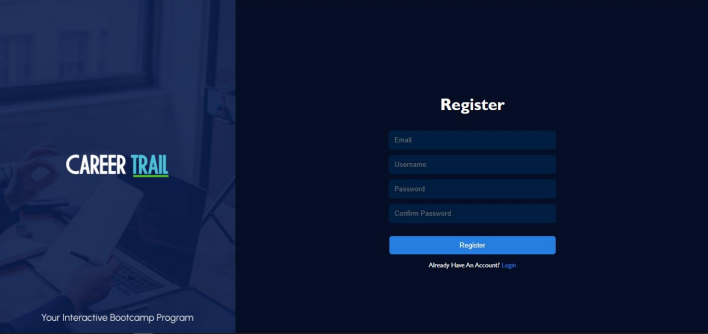 CAREER TRAIL
Your Interactive Bootcamp Program
Register
Email
Username
Password
Confirm Password
Register
Already Have An Account? Login